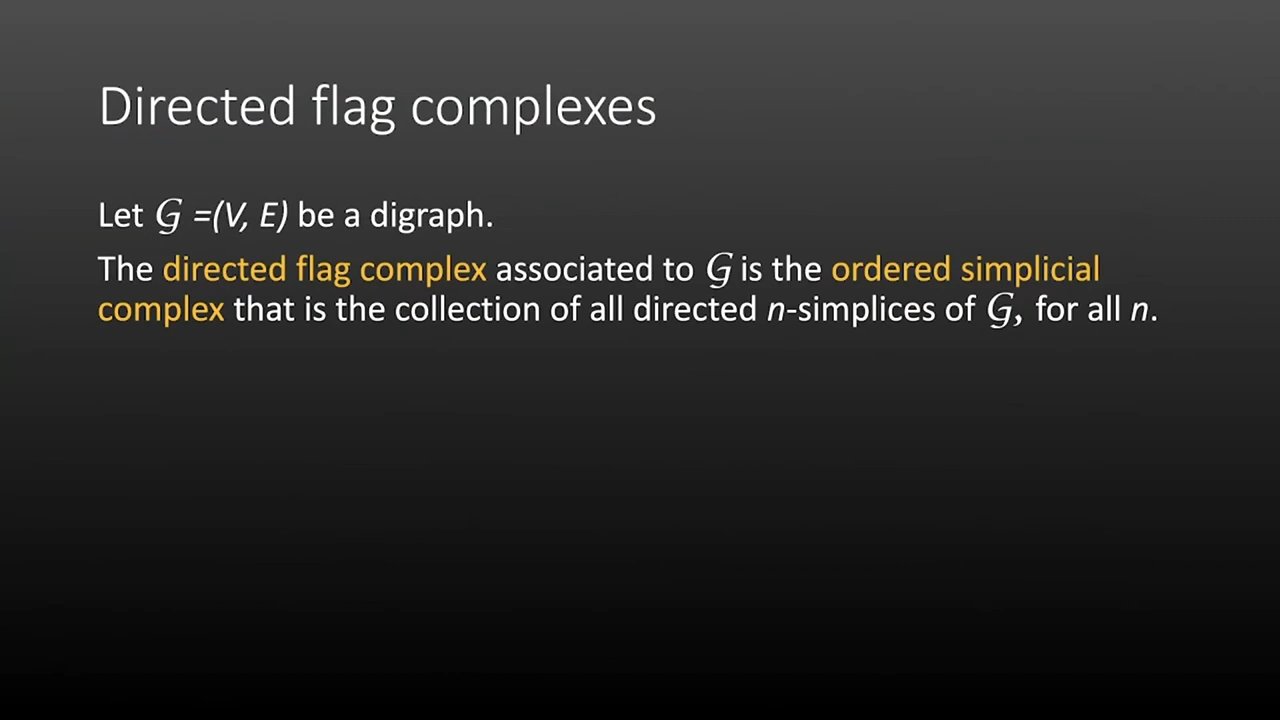 Directed flag complexes
Let 𝒢 =(V, E) be a digraph.
The directed flag complex associated to 𝒢 is the ordered simplicial
complex that is the collection of all directed n-simplices of 𝒢, for all n.